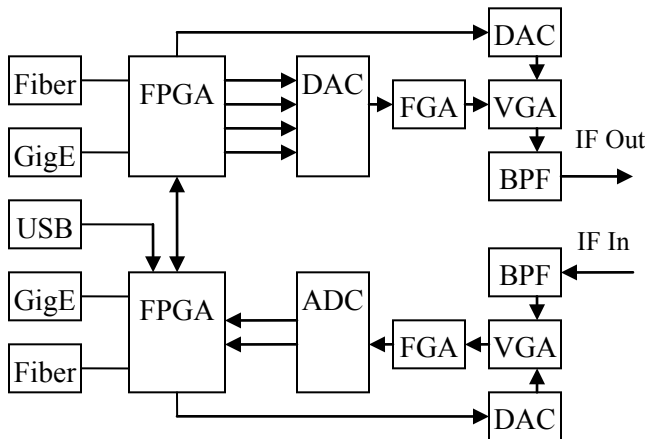 DAC
Fiber
FPGA
DAC
FGA
VGA
IF Out
GigE
BPF
USB
IF In
BPF
GigE
FPGA
ADC
FGA
VGA
Fiber
DAC